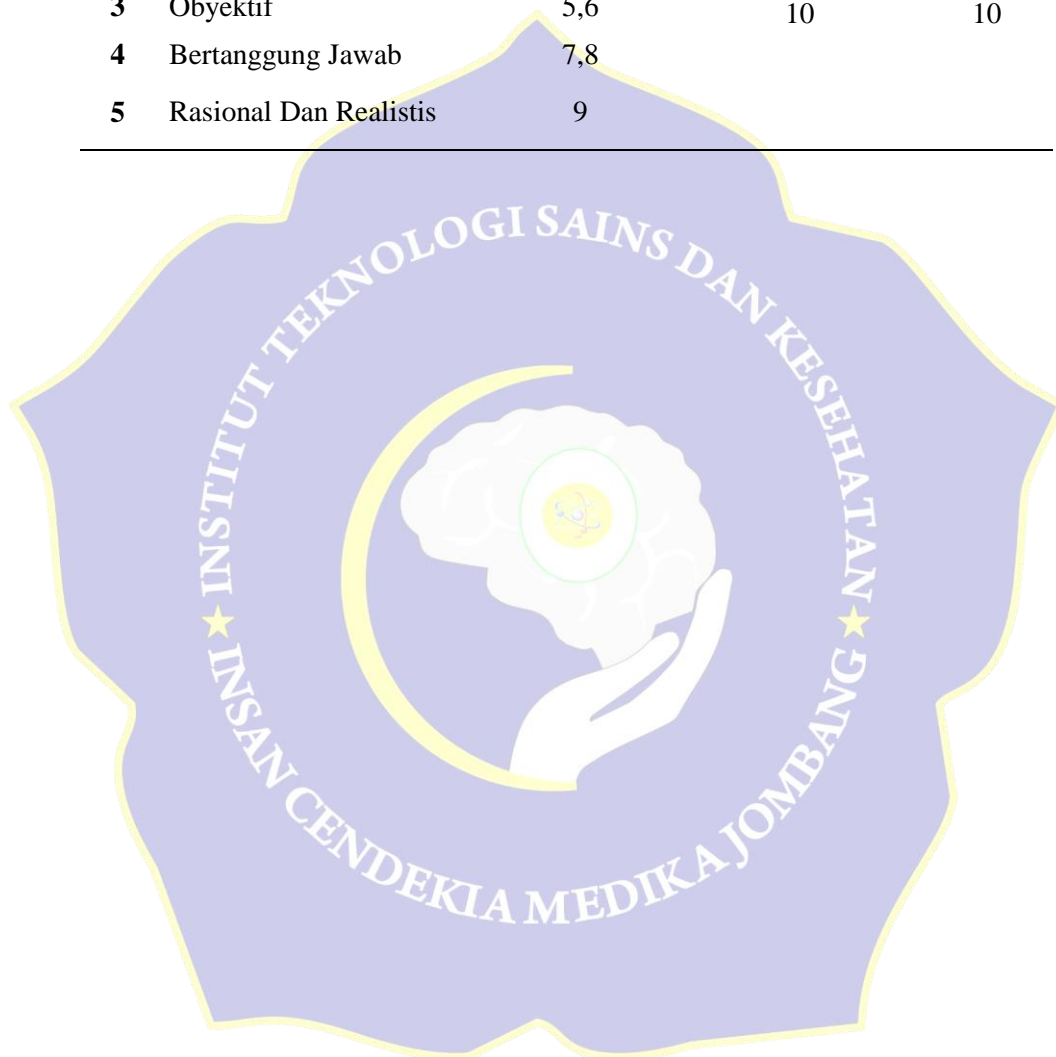 3 Obyektif 5,6 10 10
4 Bertanggung Jawab 7,8
5 Rasional Dan Realistis 9
INSTITUT TEKNOLOGI SAINS DAN KESEHATAN
INSAN CENDEKIA MEDIKA JOMBANG